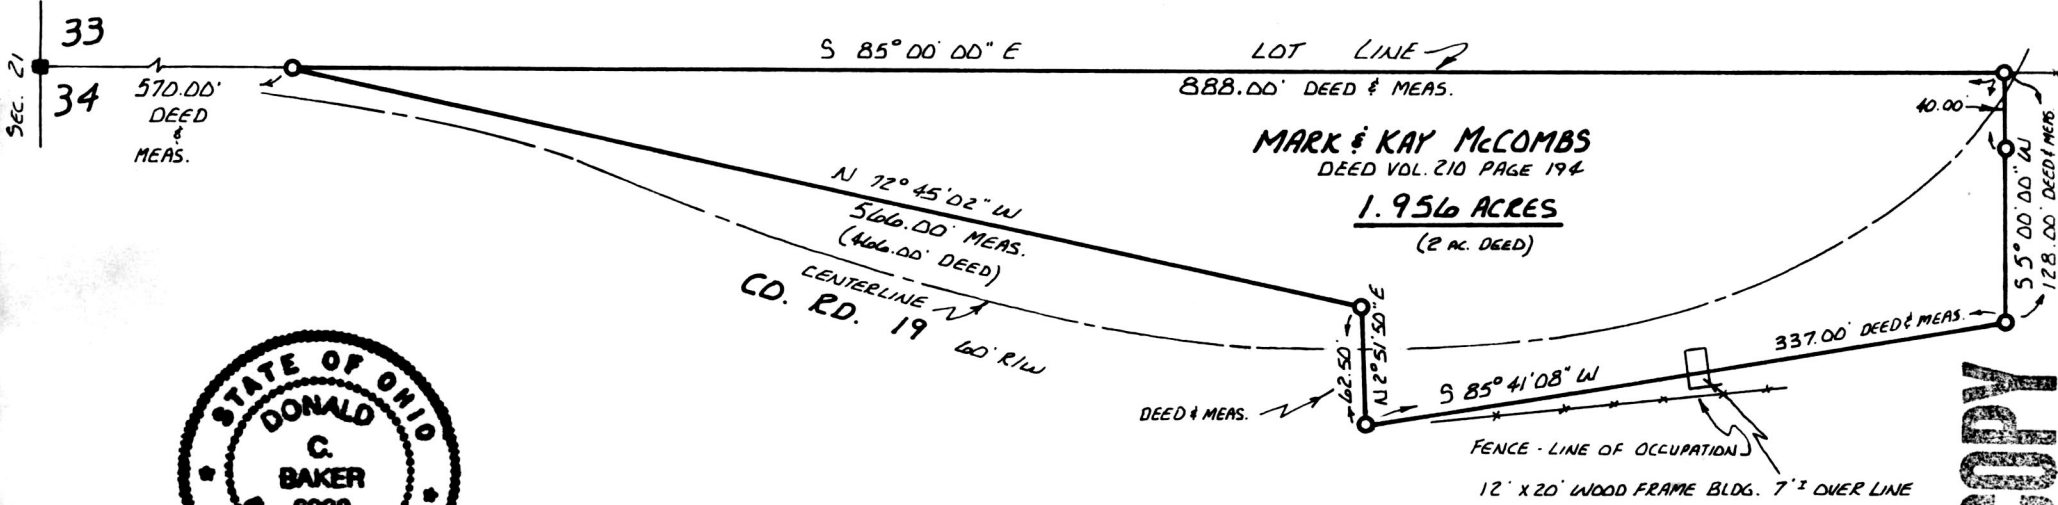 SEC. 21
33
34
570.00'
DEED
&
MEAS.
S 85° 00' 00" E
LOT LINE
888.00' DEED & MEAS.
MARK & KAY McCOMBS
DEED VOL. 210 PAGE 194
1.956 ACRES
(2 AC. DEED)
40.00'
S 5° 00' 00" W
128.00' DEED & MEAS.
N 72° 45' 02" W
566.00' MEAS.
(466.00' DEED)
CENTERLINE
CO. RD. 19
60' R/W
62.50'
N 2° 51' 50" E
DEED & MEAS.
337.00' DEED & MEAS.
S 85° 41' 08" W
FENCE - LINE OF OCCUPATION
12' X 20' WOOD FRAME BLDG. 7'± OVER LINE
STATE OF OHIO
DONALD
C.
BAKER
COPY